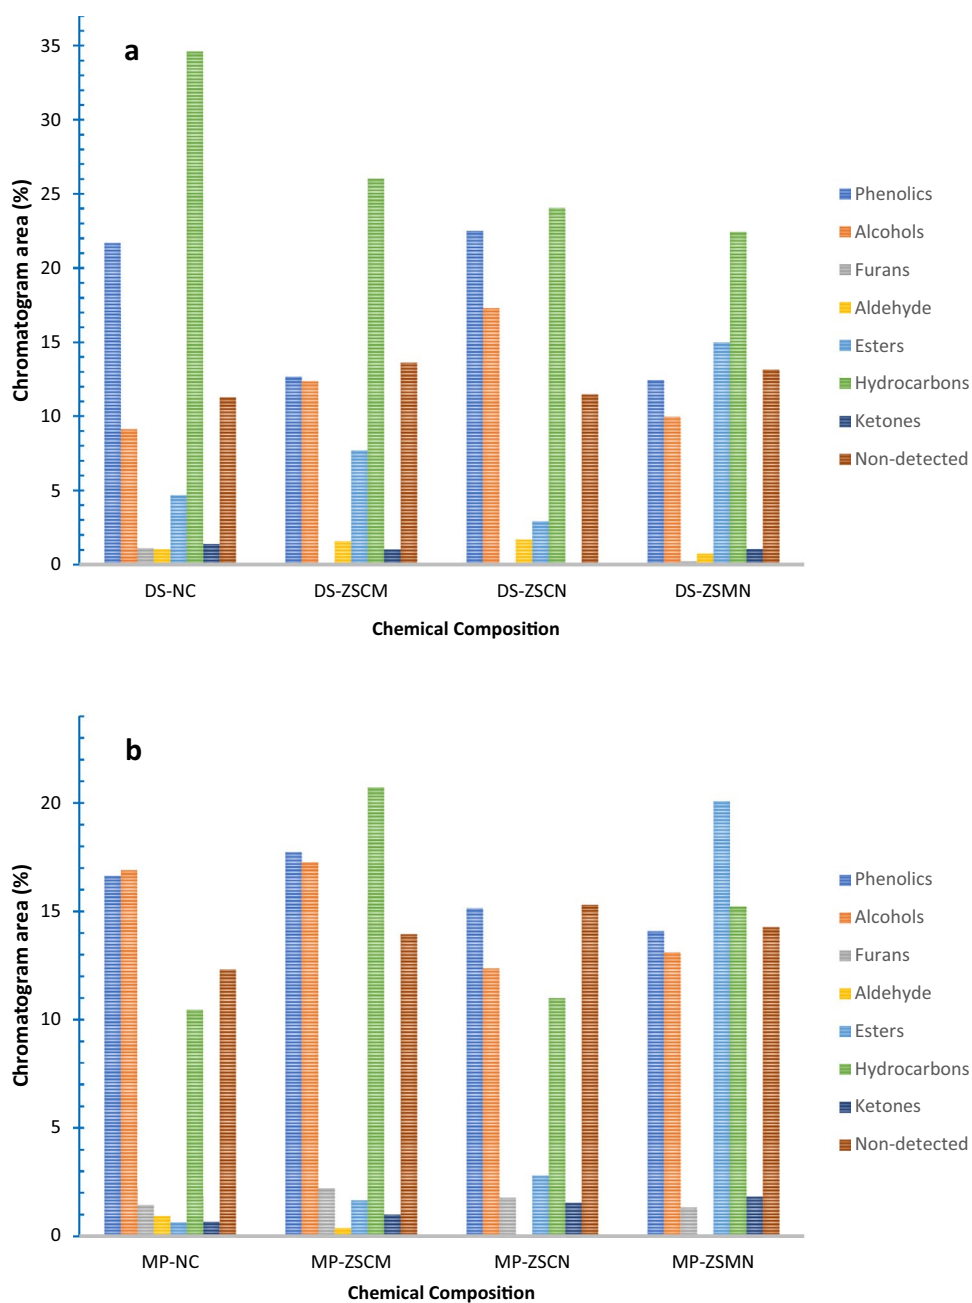 a
35
30
25
20
15
10
5
0
Chromatogram area (%)
DS-NC
DS-ZSCM
DS-ZSCN
DS-ZSMN
Chemical Composition
Phenolics
Alcohols
Furans
Aldehyde
Esters
Hydrocarbons
Ketones
Non-detected
b
20
15
10
5
0
Chromatogram area (%)
MP-NC
MP-ZSCM
MP-ZSCN
MP-ZSMN
Chemical Composition
Phenolics
Alcohols
Furans
Aldehyde
Esters
Hydrocarbons
Ketones
Non-detected